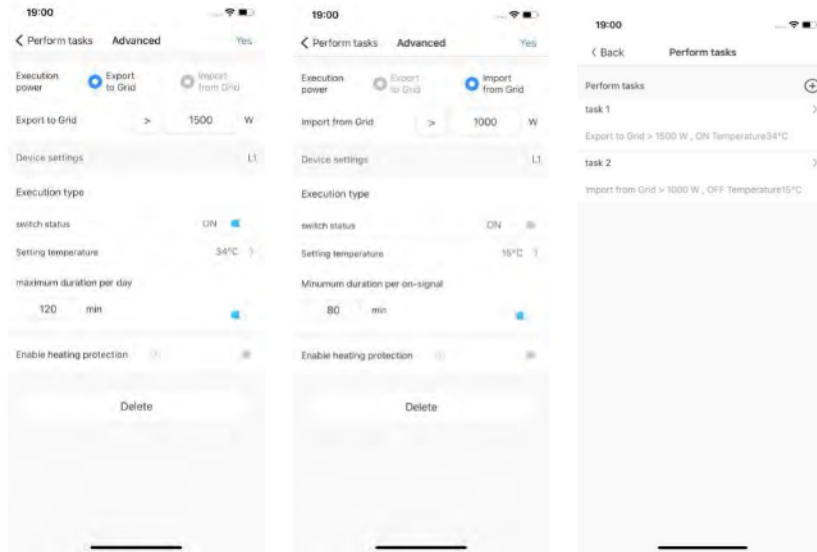 19:00
Perform tasks Advanced Yes
Execution power
Export to Grid
Import from Grid
Export to Grid > 1500 W
Device settings L1
Execution type
switch status ON
Setting temperature 34°C
maximum duration per day
120 min
Enable heating protection
Delete
19:00
Perform tasks Advanced Yes
Execution power
Export to Grid
Import from Grid
Import from Grid > 1000 W
Device settings L1
Execution type
switch status ON
Setting temperature 15°C
Minumum duration per on-signal
80 min
Enable heating protection
Delete
19:00
Back Perform tasks
Perform tasks
task 1
Export to Grid > 1500 W , ON Temperature34°C
task 2
Import from Grid > 1000 W , OFF Temperature15°C